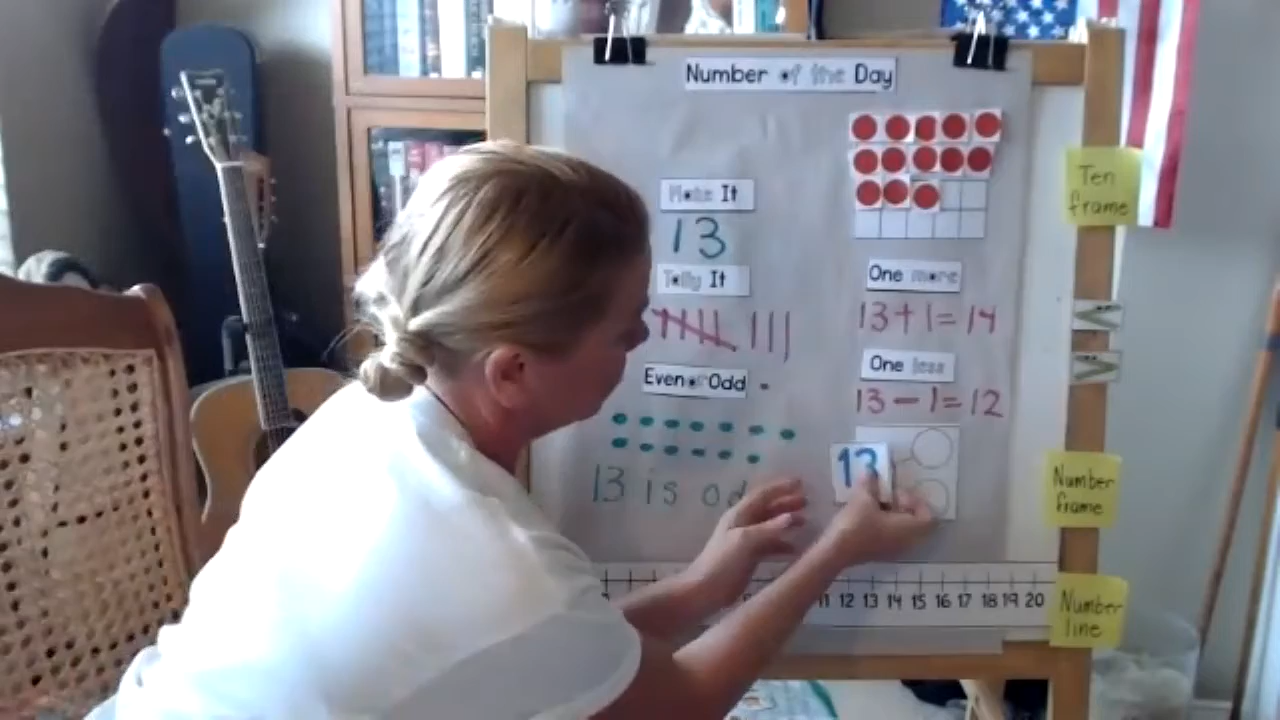 Number of the Day
Make It
13
Tally It
Even or Odd
13 is od
One more
13+1=14
One less
13-1=12
13
11 12 13 14 15 16 17 18 19 20
Ten
frame
Number
frame
Number
line